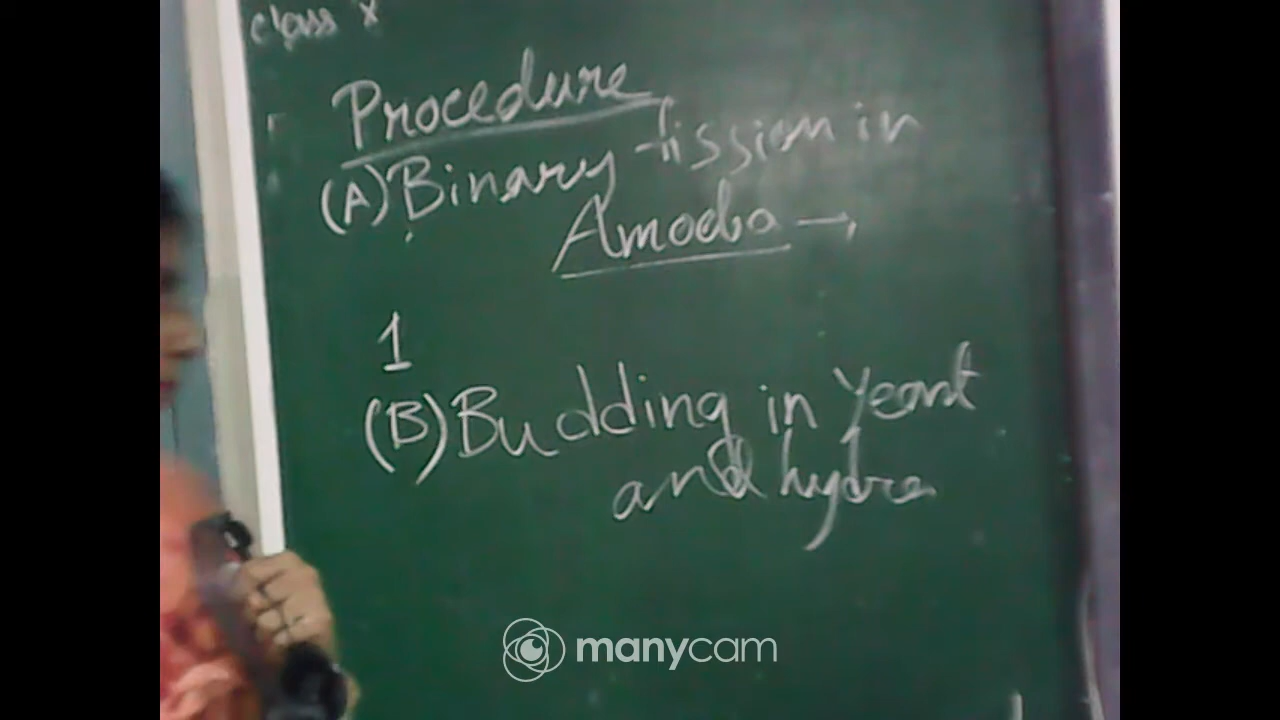 class X
Procedure
(A) Binary fission in
Amoeba →
1
(B) Budding in Yeast
and hydra
manycam